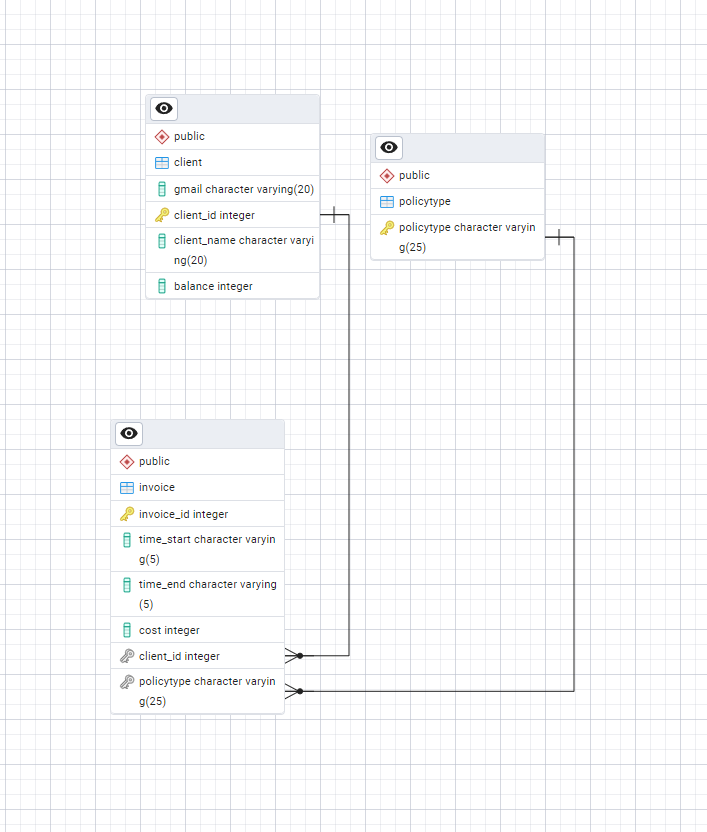 public
client
gmail character varying(20)
client_id integer
client_name character varyi
ng(20)
balance integer
public
policytype
policytype character varyin
g(25)
public
invoice
invoice_id integer
time_start character varyin
g(5)
time_end character varying
(5)
cost integer
client_id integer
policytype character varyin
g(25)